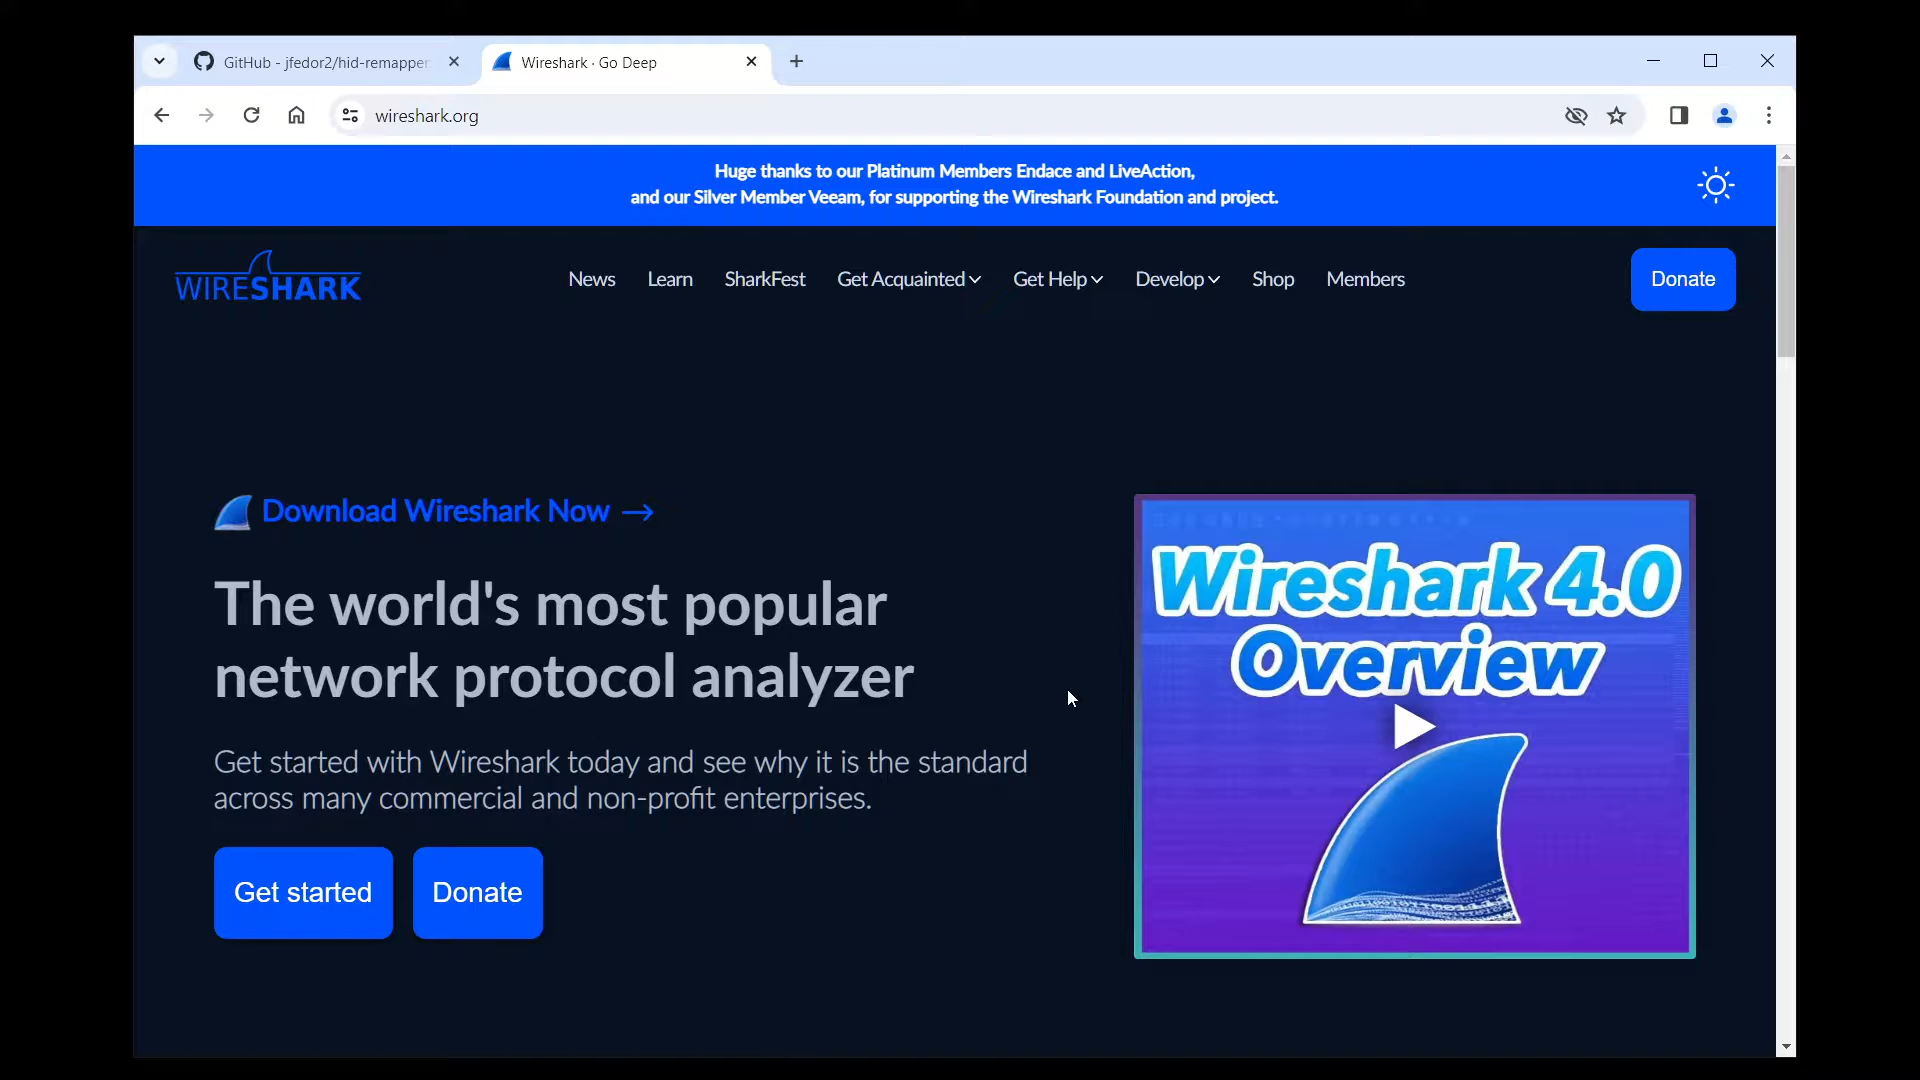 GitHub - jfedor2/hid-remapper
Wireshark · Go Deep
wireshark.org
Huge thanks to our Platinum Members Endace and LiveAction,
and our Silver Member Veeam, for supporting the Wireshark Foundation and project.
WIRESHARK
News
Learn
SharkFest
Get Acquainted
Get Help
Develop
Shop
Members
Donate
Download Wireshark Now →
The world's most popular
network protocol analyzer
Get started with Wireshark today and see why it is the standard
across many commercial and non-profit enterprises.
Get started
Donate
Wireshark 4.0
Overview